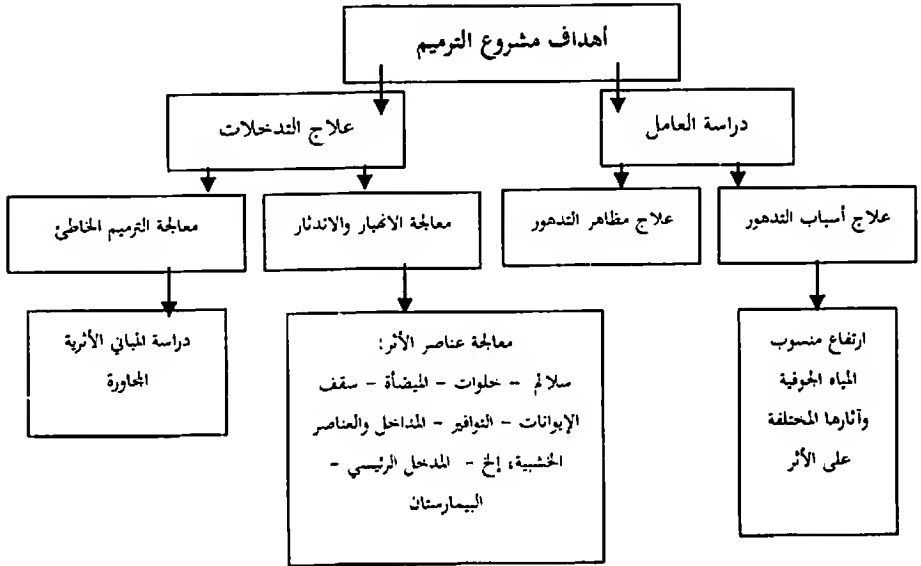 أهداف مشروع الترميم
دراسة العامل
علاج التدخلات
علاج أسباب التدهور
علاج مظاهر التدهور
معالجة الانهيار والاندثار
معالجة الترميم الخاطئ
ارتفاع منسوب
المياه الجوفية
وآثارها المختلفة
على الأثر
معالجة عناصر الأثر:
سلالم - خلوات - الميضأة - سقف
الإيوانات - النوافير - المداخل والعناصر
الخشبية، إلخ - المدخل الرئيسي -
البيمارستان
دراسة المباني الأثرية
المجاورة